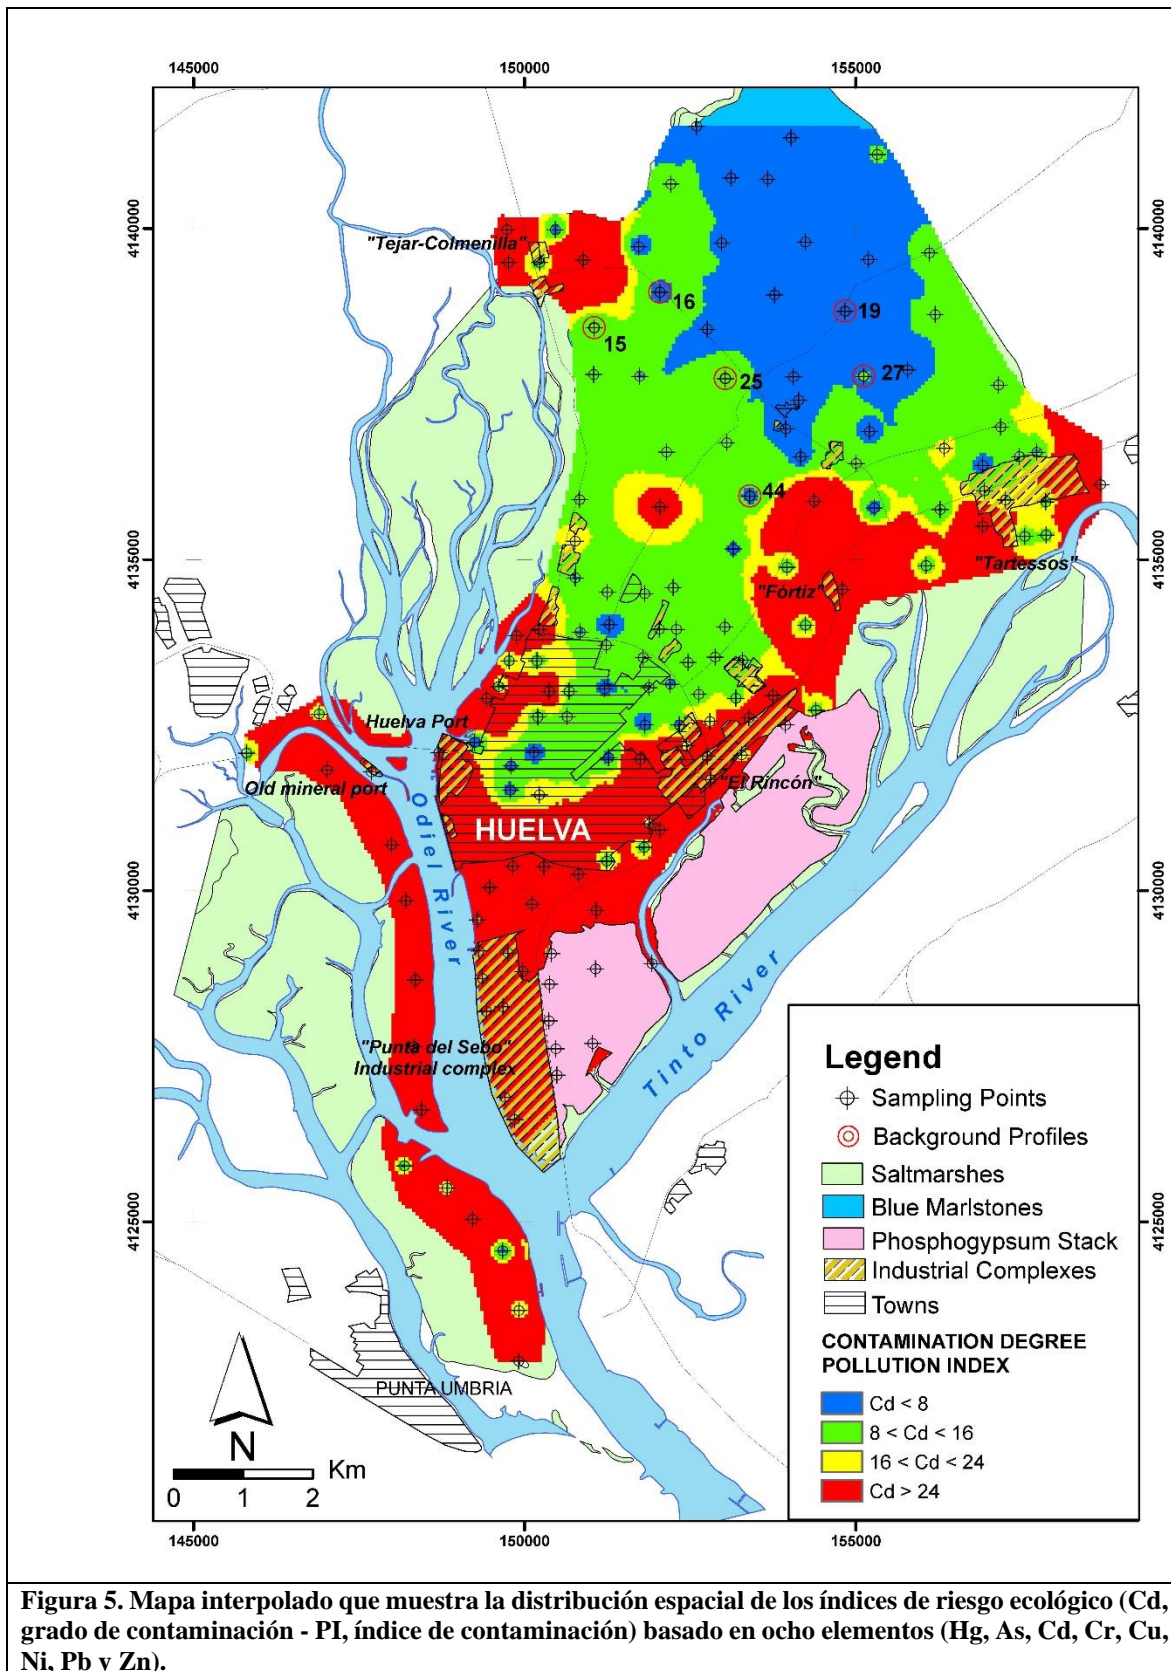 145000
150000
155000
4140000
4140000
"Tejar-Colmenilla"
16
19
15
25
27
44
4135000
4135000
"Tartessos"
"Fórtiz"
Huelva Port
Old mineral port
"El Rincón"
HUELVA
Odiel River
4130000
4130000
Tinto River
"Punta del Sebo"
Industrial complex
4125000
4125000
PUNTA UMBRIA
N
Km
0 1 2
Legend
Sampling Points
Background Profiles
Saltmarshes
Blue Marlstones
Phosphogypsum Stack
Industrial Complexes
Towns
CONTAMINATION DEGREE
POLLUTION INDEX
Cd < 8
8 < Cd < 16
16 < Cd < 24
Cd > 24
145000
150000
155000
Figura 5. Mapa interpolado que muestra la distribución espacial de los índices de riesgo ecológico (Cd,
grado de contaminación - PI, índice de contaminación) basado en ocho elementos (Hg, As, Cd, Cr, Cu,
Ni, Pb y Zn).